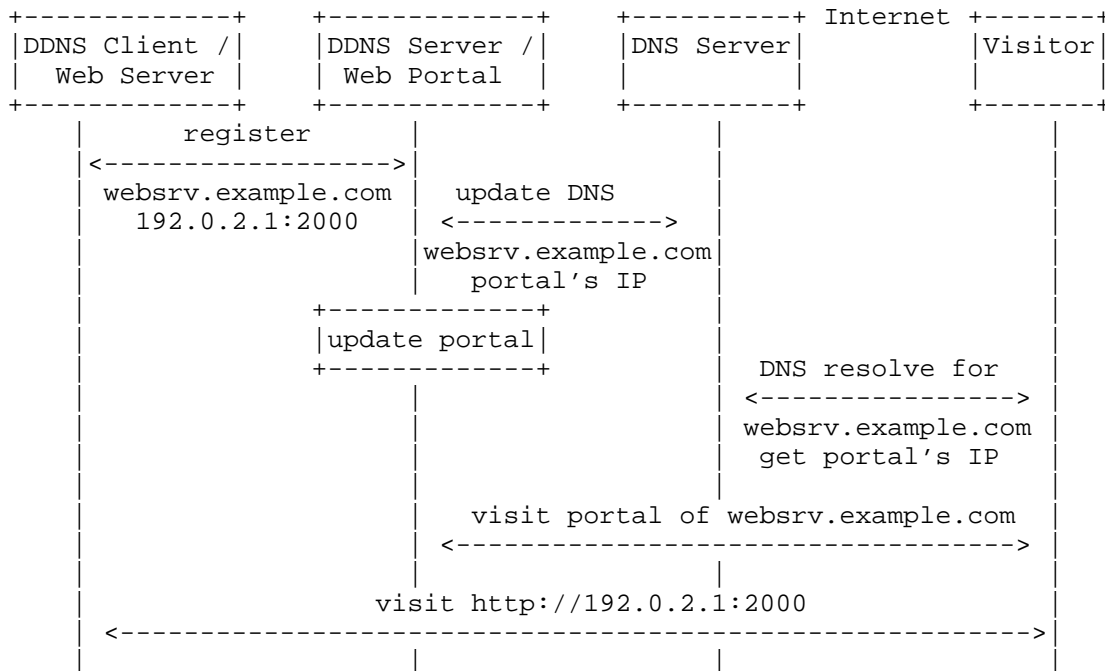 +-------------+    +-------------+    +----------+ Internet +-------+
|DDNS Client /|    |DDNS Server /|    |DNS Server|          |Visitor|
|  Web Server |    | Web Portal  |    |          |          |       |
+-------------+    +-------------+    +----------+          +-------+
register
<------------------>
websrv.example.com    update DNS
192.0.2.1:2000    <------------->
websrv.example.com
portal's IP
+-------------+
|update portal|
+-------------+    DNS resolve for
<---------------->
websrv.example.com
get portal's IP
visit portal of websrv.example.com
<----------------------------------->
visit http://192.0.2.1:2000
<---------------------------------------------------------->